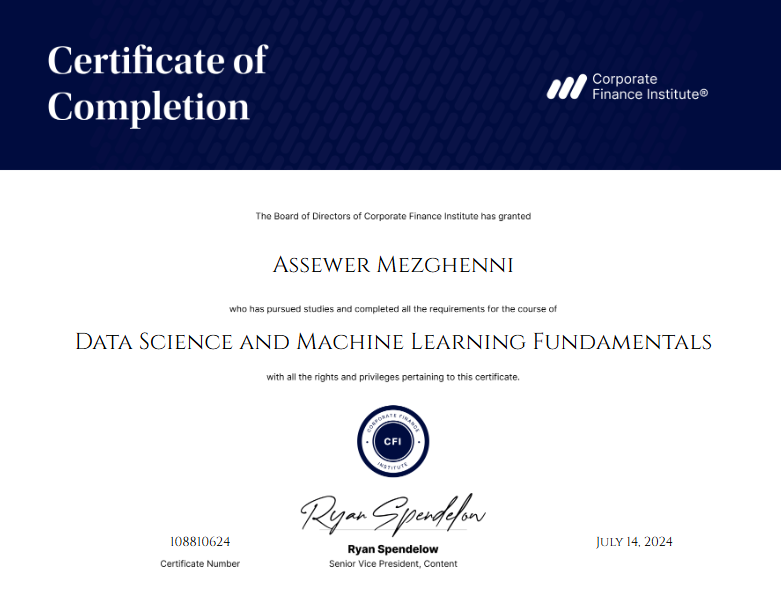 Certificate of
Completion
Corporate
Finance Institute®
The Board of Directors of Corporate Finance Institute has granted
Assewer Mezghenni
who has pursued studies and completed all the requirements for the course of
Data Science and Machine Learning Fundamentals
with all the rights and privileges pertaining to this certificate.
CORPORATE FINANCE
CFI
INSTITUTE
Ryan Spendelow
108810624
July 14, 2024
Ryan Spendelow
Certificate Number
Senior Vice President, Content